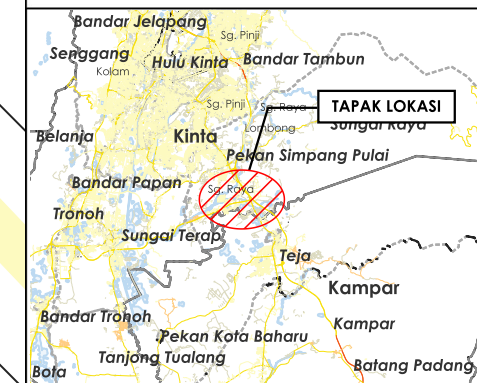 Bandar Jelapang
Sg. Pinji
Senggang
Kolam
Hulu Kinta
Bandar Tambun
Sg. Pinji
Sg. Raya
TAPAK LOKASI
Lombong
Sungai Raya
Belanja
Kinta
Pekan Simpang Pulai
Bandar Papan
Sg. Raya
Tronoh
Sungai Terap
Teja
Kampar
Bandar Tronoh
Kampar
Pekan Kota Baharu
Tanjong Tualang
Batang Padang
Bota